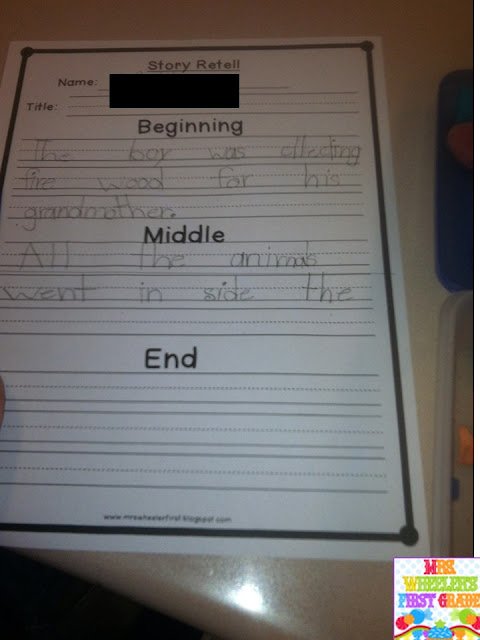 Story Retell
Name:
Title:
Beginning
The boy was cllecting
fire wood for his
grandmother.
Middle
All the animals
went in side the
End
www.mrswheelerfirst.blogspot.com
MRS.
WHEELER'S
FIRST GRADE